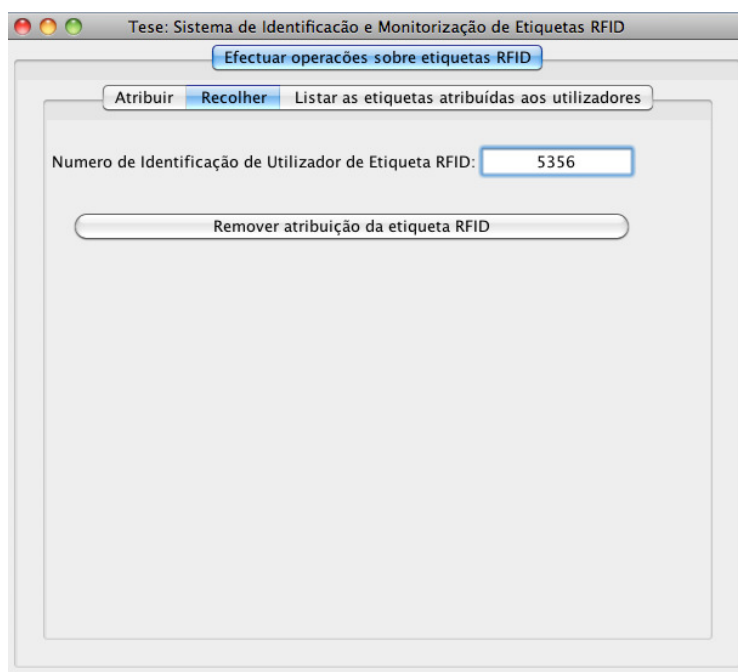 Tese: Sistema de Identificacão e Monitorização de Etiquetas RFID
Efectuar operacões sobre etiquetas RFID
Atribuir Recolher Listar as etiquetas atribuídas aos utilizadores
Numero de Identificação de Utilizador de Etiqueta RFID: 5356
Remover atribuição da etiqueta RFID